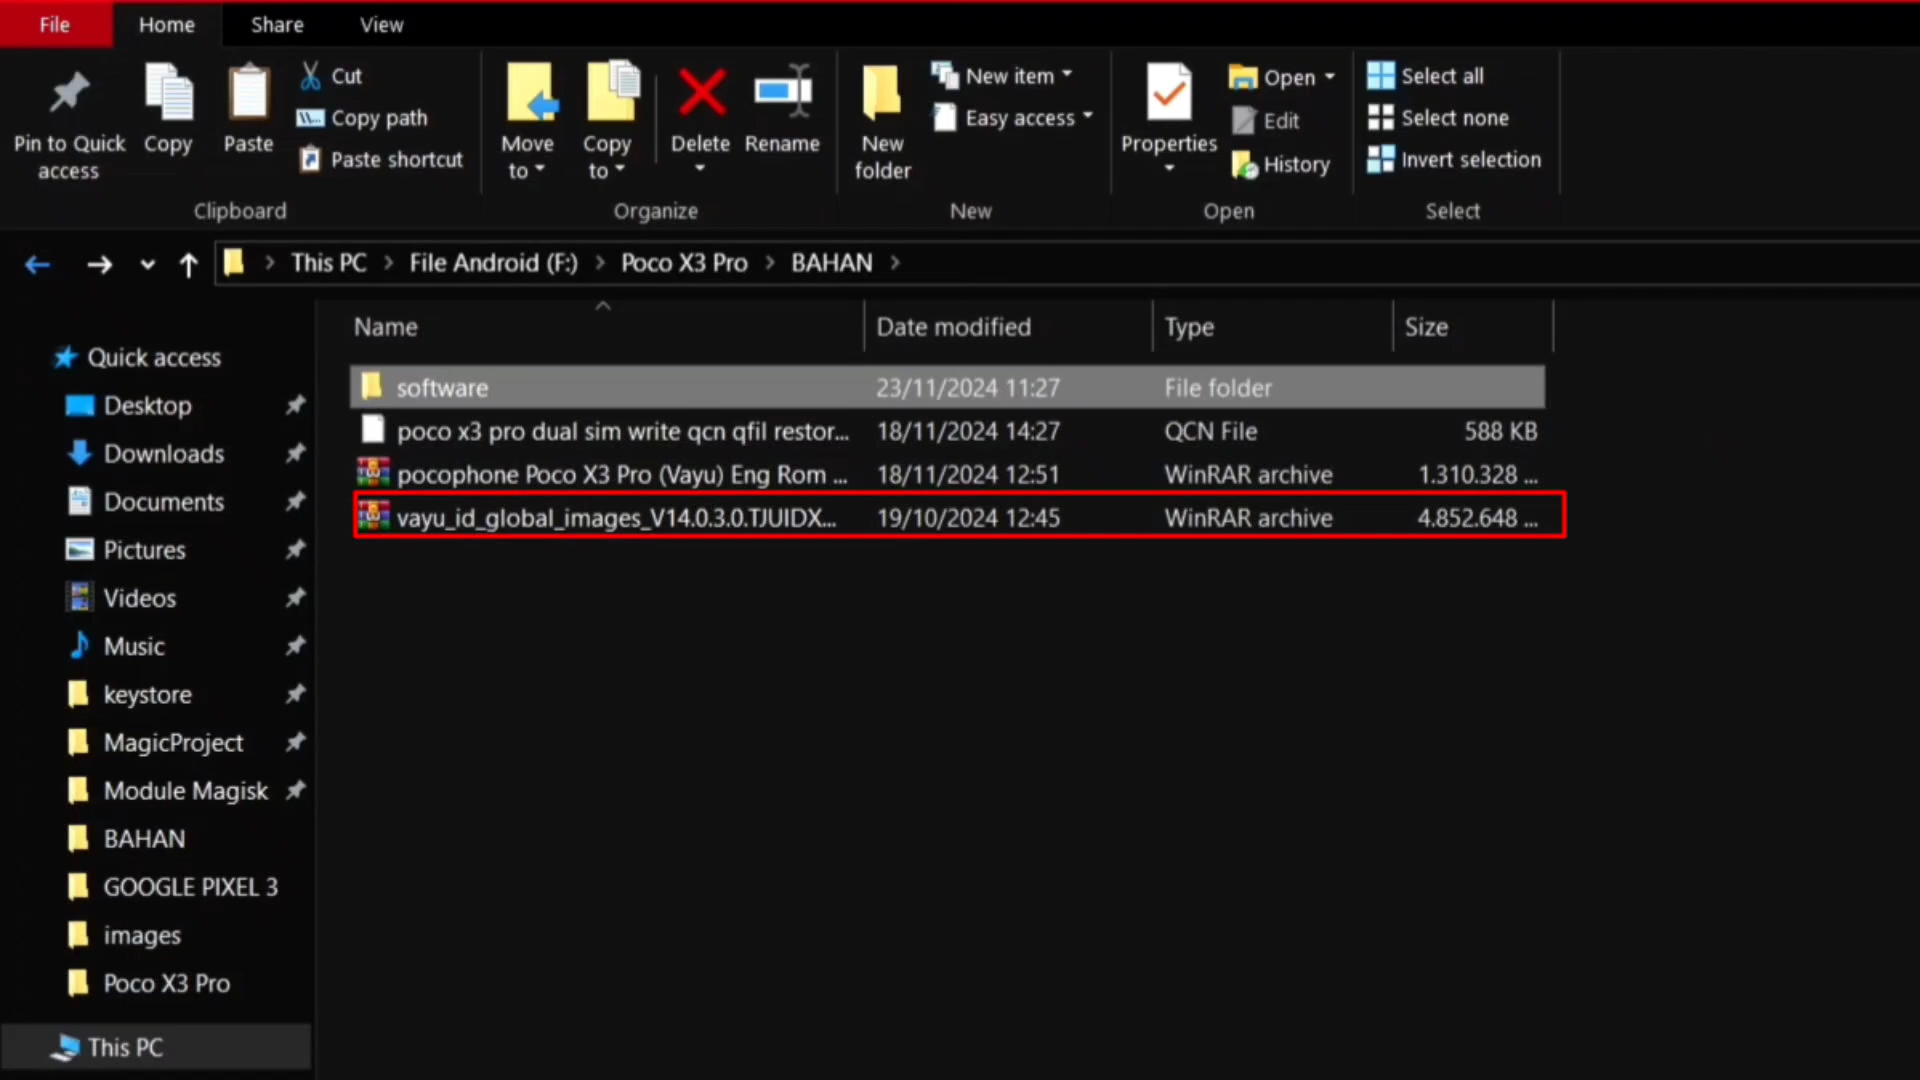 File Home Share View
Pin to Quick access
Copy
Paste
Cut
Copy path
Paste shortcut
Clipboard
Move to
Copy to
Delete
Rename
Organize
New folder
New item
Easy access
New
Properties
Open
Edit
History
Open
Select all
Select none
Invert selection
Select
This PC > File Android (F:) > Poco X3 Pro > BAHAN >
Name Date modified Type Size
software 23/11/2024 11:27 File folder
poco x3 pro dual sim write qcn qfil restor... 18/11/2024 14:27 QCN File 588 KB
pocophone Poco X3 Pro (Vayu) Eng Rom ... 18/11/2024 12:51 WinRAR archive 1.310.328 ...
vayu_id_global_images_V14.0.3.0.TJUIDX... 19/10/2024 12:45 WinRAR archive 4.852.648 ...
Quick access
Desktop
Downloads
Documents
Pictures
Videos
Music
keystore
MagicProject
Module Magisk
BAHAN
GOOGLE PIXEL 3
images
Poco X3 Pro
This PC